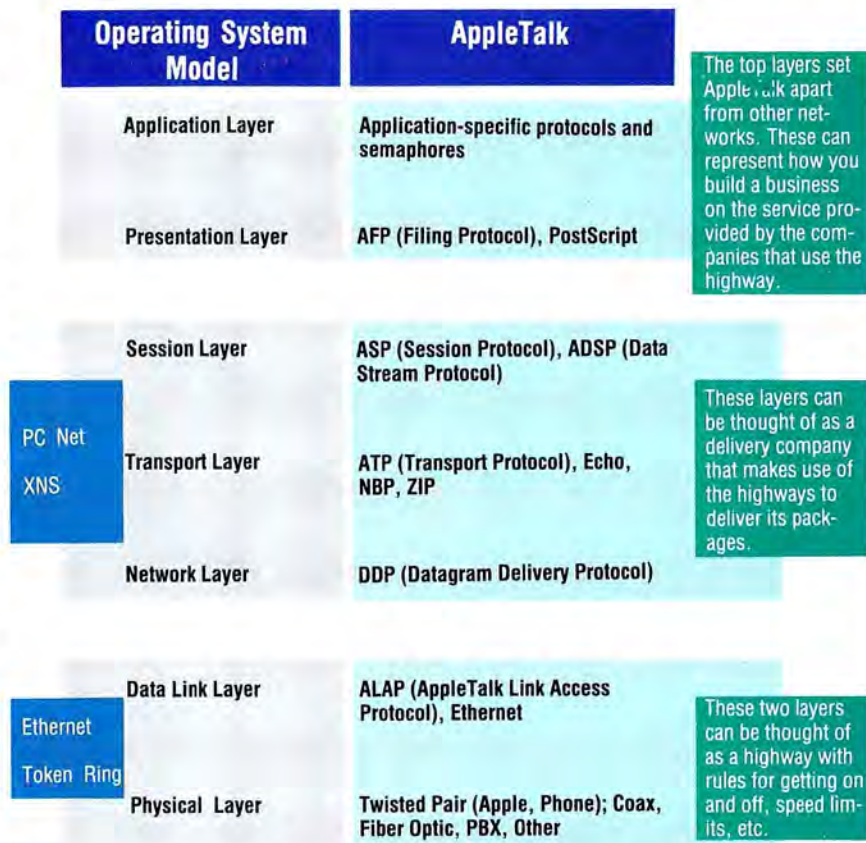 Operating System
Model
AppleTalk
Application Layer
Application-specific protocols and
semaphores
Presentation Layer
AFP (Filing Protocol), PostScript
The top layers set
AppleTalk apart
from other net-
works. These can
represent how you
build a business
on the service pro-
vided by the com-
panies that use the
highway.
Session Layer
ASP (Session Protocol), ADSP (Data
Stream Protocol)
PC Net
XNS
Transport Layer
ATP (Transport Protocol), Echo,
NBP, ZIP
Network Layer
DDP (Datagram Delivery Protocol)
These layers can
be thought of as a
delivery company
that makes use of
the highways to
deliver its pack-
ages.
Data Link Layer
ALAP (AppleTalk Link Access
Protocol), Ethernet
Ethernet
Token Ring
Physical Layer
Twisted Pair (Apple, Phone); Coax,
Fiber Optic, PBX, Other
These two layers
can be thought of
as a highway with
rules for getting on
and off, speed lim-
its, etc.